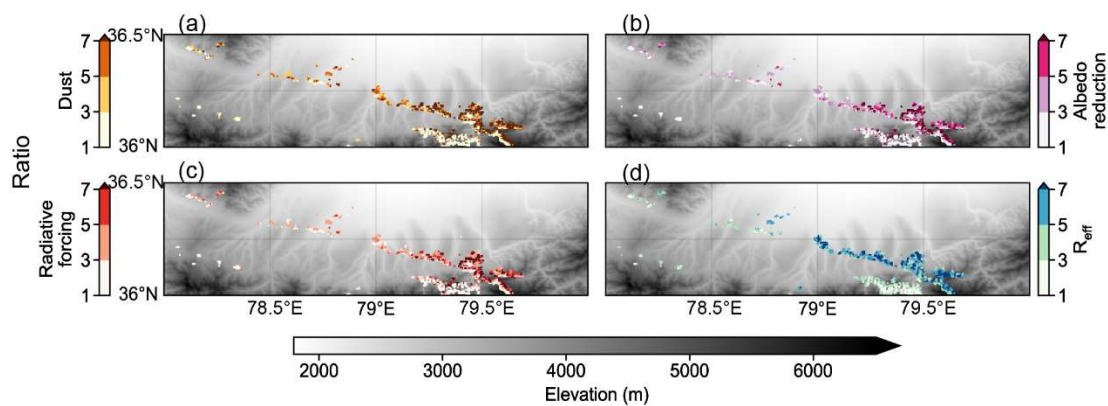 (a)
(b)
36.5°N
36°N
7
5
3
1
Dust
7
5
3
1
Albedo
reduction
Ratio
(c)
(d)
36.5°N
36°N
7
5
3
1
Radiative
forcing
7
5
3
1
Reff
78.5°E
79°E
79.5°E
78.5°E
79°E
79.5°E
2000
3000
4000
5000
6000
Elevation (m)